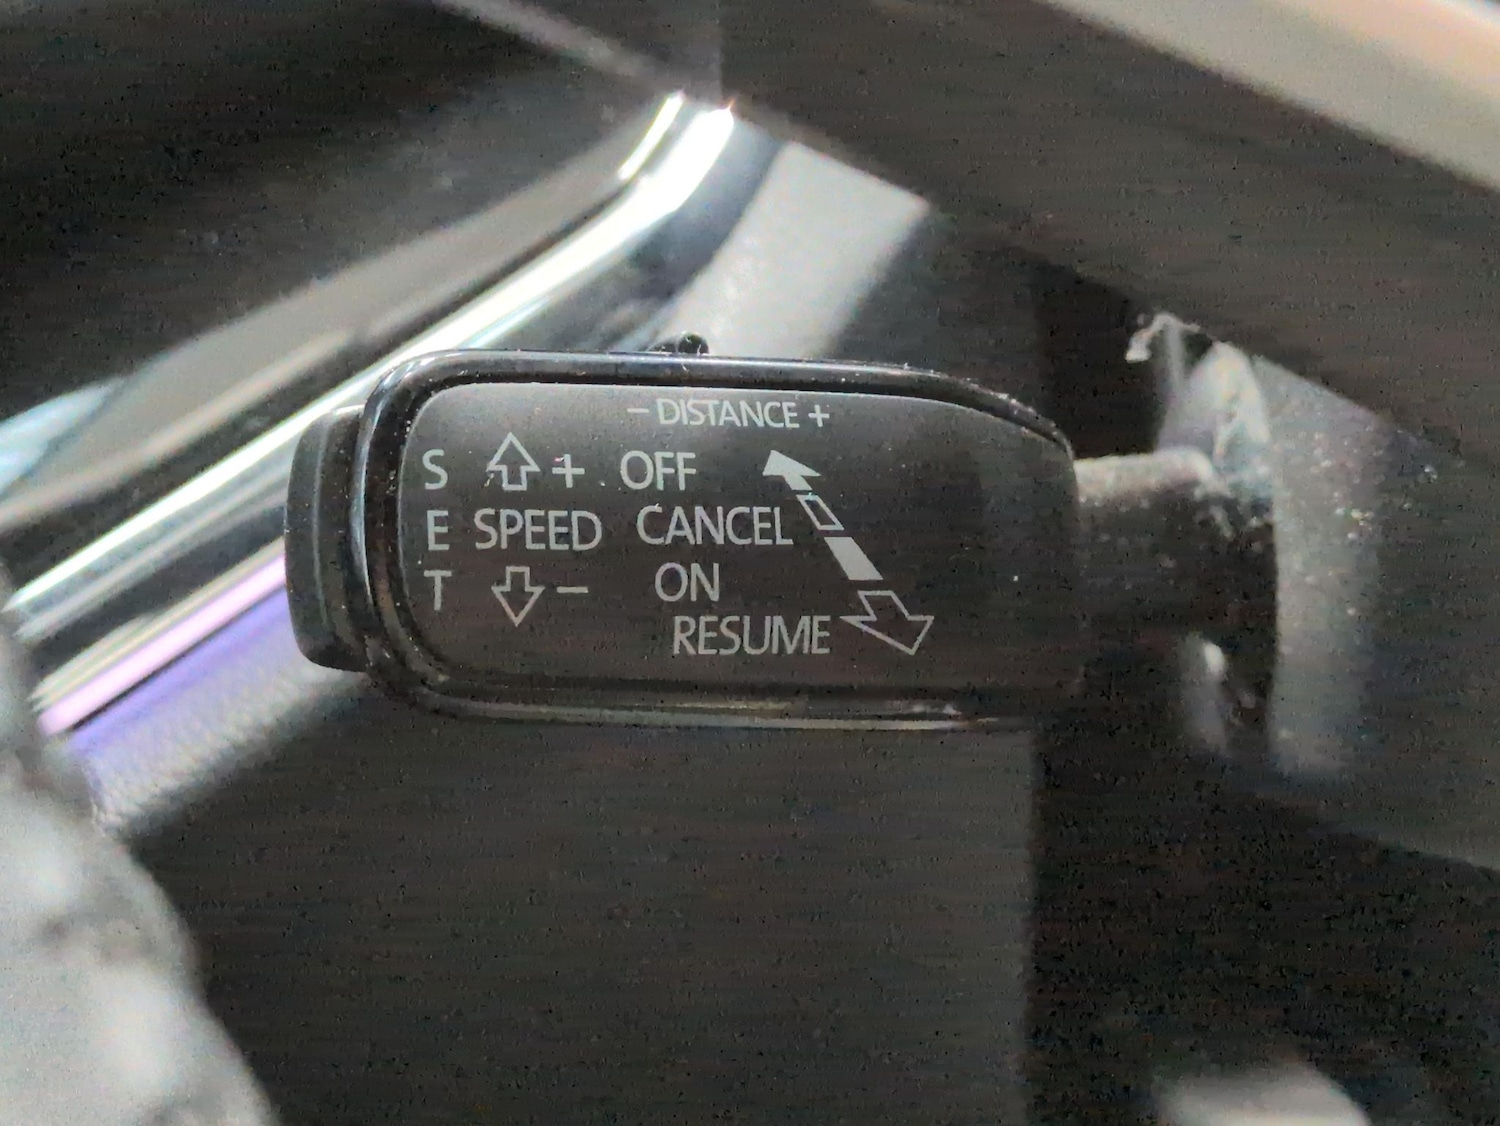 – DISTANCE +
S + OFF
E SPEED CANCEL
T – ON
RESUME